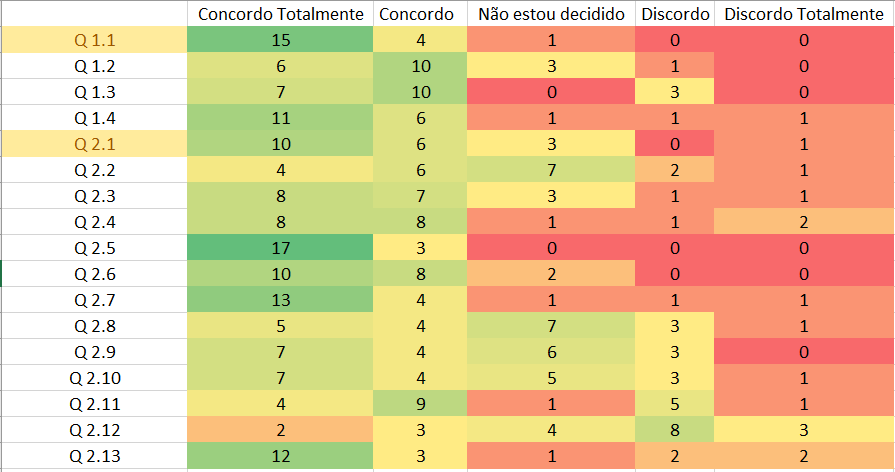 Concordo Totalmente Concordo Não estou decidido Discordo Discordo Totalmente
Q 1.1 15 4 1 0 0
Q 1.2 6 10 3 1 0
Q 1.3 7 10 0 3 0
Q 1.4 11 6 1 1 1
Q 2.1 10 6 3 0 1
Q 2.2 4 6 7 2 1
Q 2.3 8 7 3 1 1
Q 2.4 8 8 1 1 2
Q 2.5 17 3 0 0 0
Q 2.6 10 8 2 0 0
Q 2.7 13 4 1 1 1
Q 2.8 5 4 7 3 1
Q 2.9 7 4 6 3 0
Q 2.10 7 4 5 3 1
Q 2.11 4 9 1 5 1
Q 2.12 2 3 4 8 3
Q 2.13 12 3 1 2 2